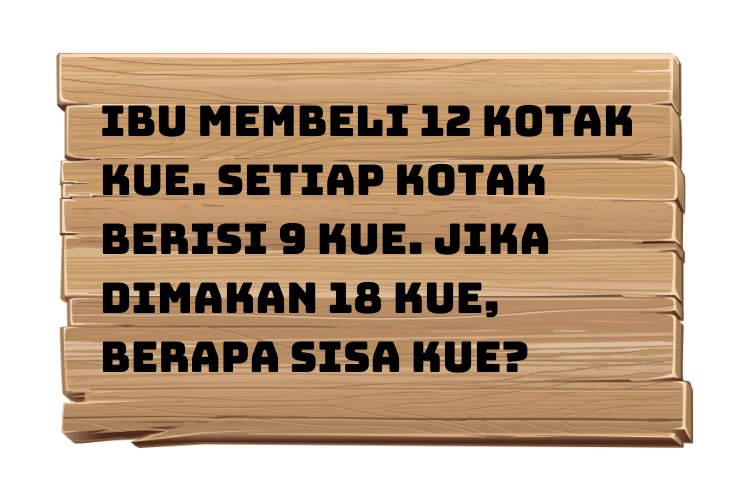 IBU MEMBELI 12 KOTAK
KUE. SETIAP KOTAK
BERISI 9 KUE. JIKA
DIMAKAN 18 KUE,
BERAPA SISA KUE?